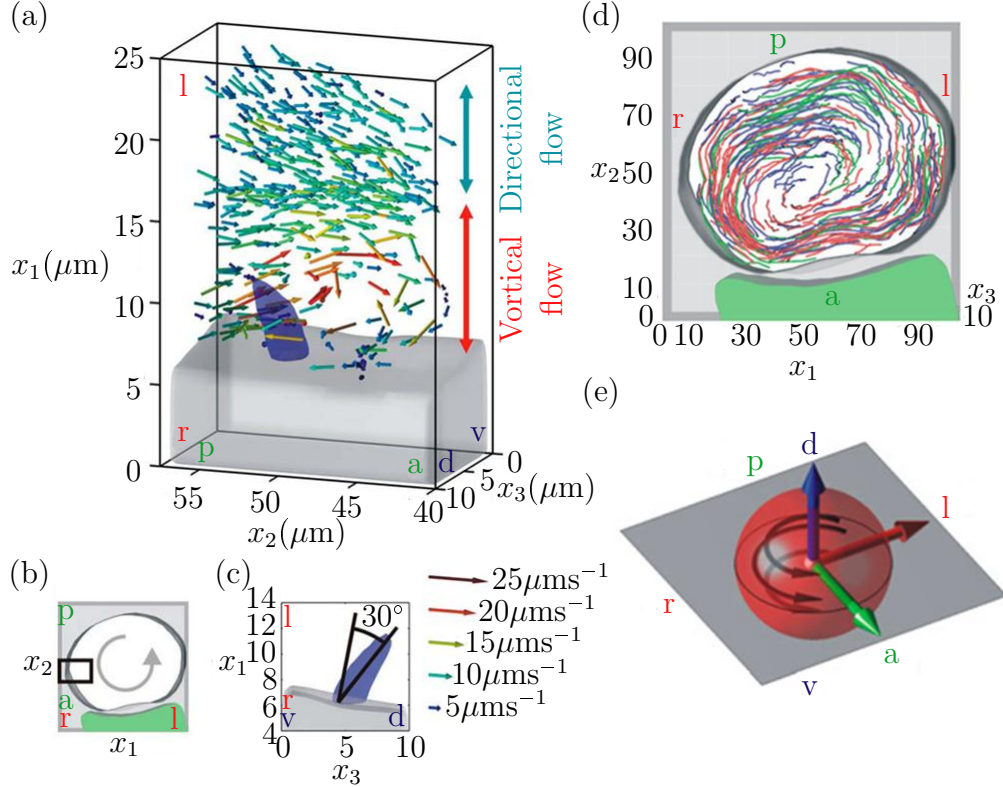 (a)
25
20
15
10
5
0
x₁(μm)
l
r
p
a
d
v
55
50
45
40
x₂(μm)
10
5
0
x₃(μm)
Directional
flow
Vortical
flow
(b)
p
x₂
a
r
l
x₁
(c)
14
12
10
8
6
4
x₁
l
30°
r
v
d
0
5
10
x₃
25μms⁻¹
20μms⁻¹
15μms⁻¹
10μms⁻¹
5μms⁻¹
(d)
p
l
r
90
70
x₂50
30
10
0
a
x₃
10
10
30
50
70
90
x₁
(e)
d
p
l
r
a
v